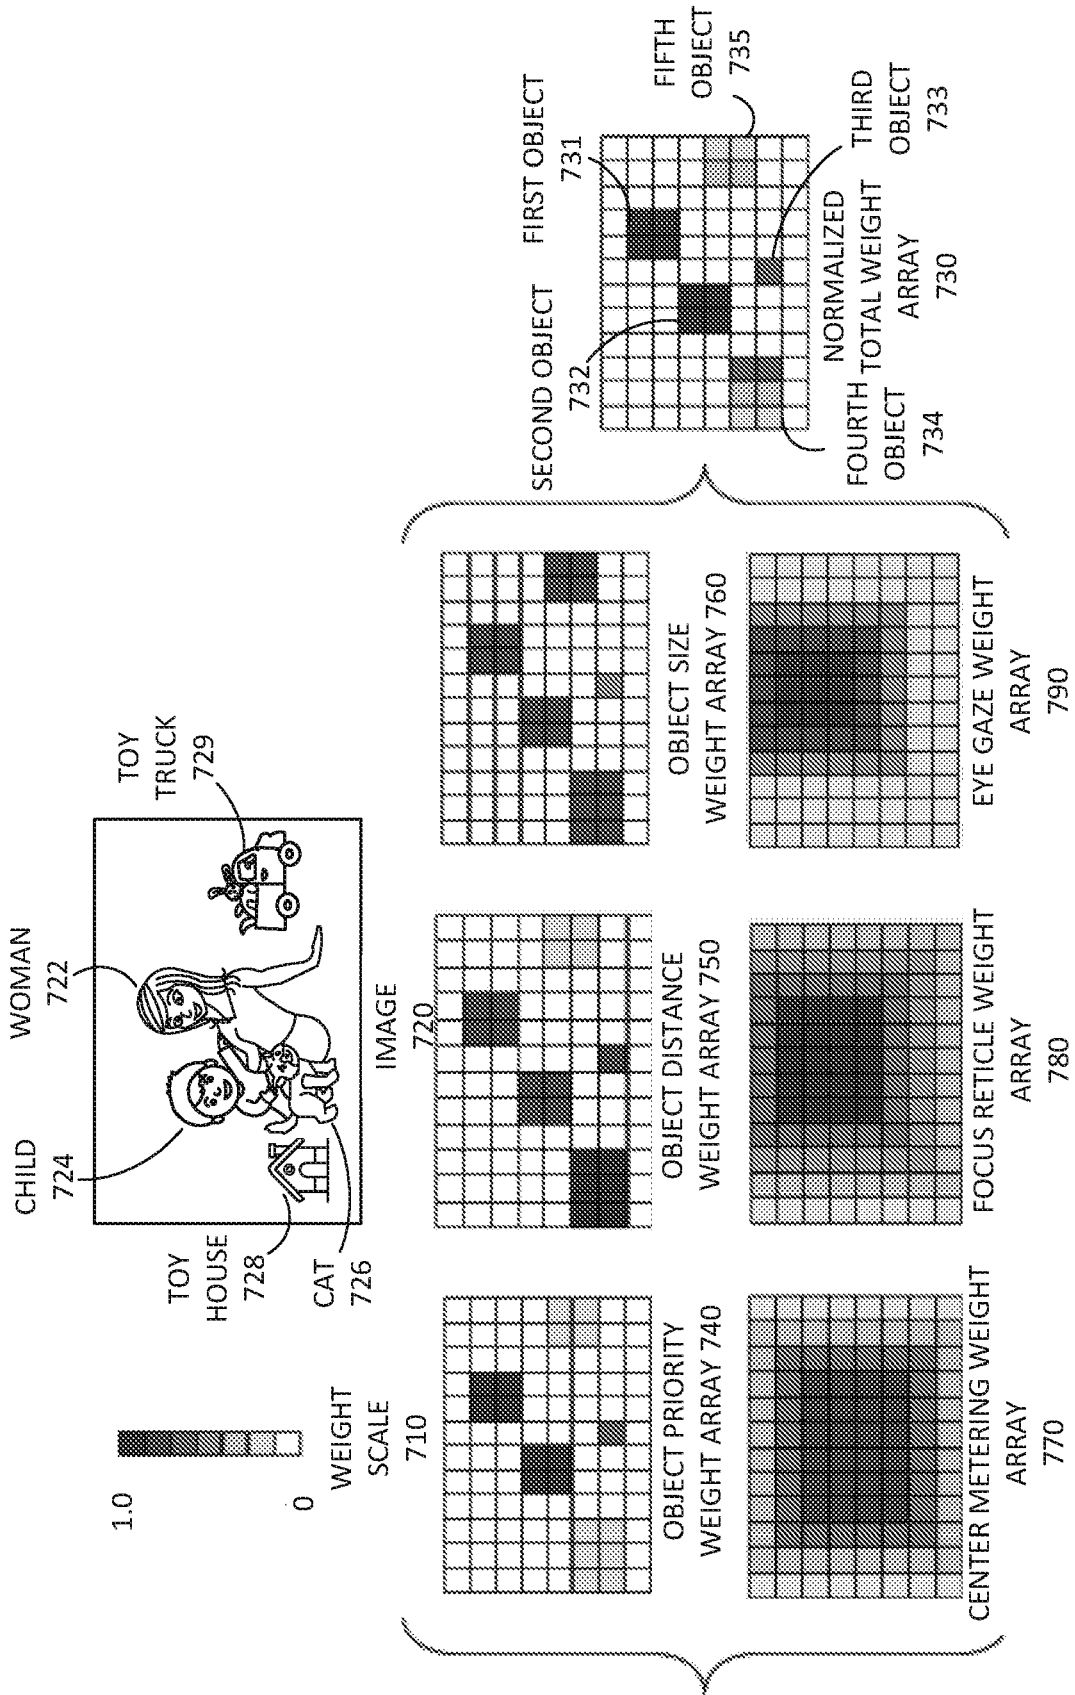 1.0
0
WEIGHT
SCALE
710
CHILD
724
WOMAN
722
TOY
TRUCK
729
TOY
HOUSE
728
CAT
726
IMAGE
720
OBJECT PRIORITY
WEIGHT ARRAY 740
OBJECT DISTANCE
WEIGHT ARRAY 750
OBJECT SIZE
WEIGHT ARRAY 760
CENTER METERING WEIGHT
ARRAY
770
FOCUS RETICLE WEIGHT
ARRAY
780
EYE GAZE WEIGHT
ARRAY
790
SECOND OBJECT
732
FIRST OBJECT
731
FIFTH
OBJECT
735
FOURTH
OBJECT
734
NORMALIZED
TOTAL WEIGHT
ARRAY
730
THIRD
OBJECT
733